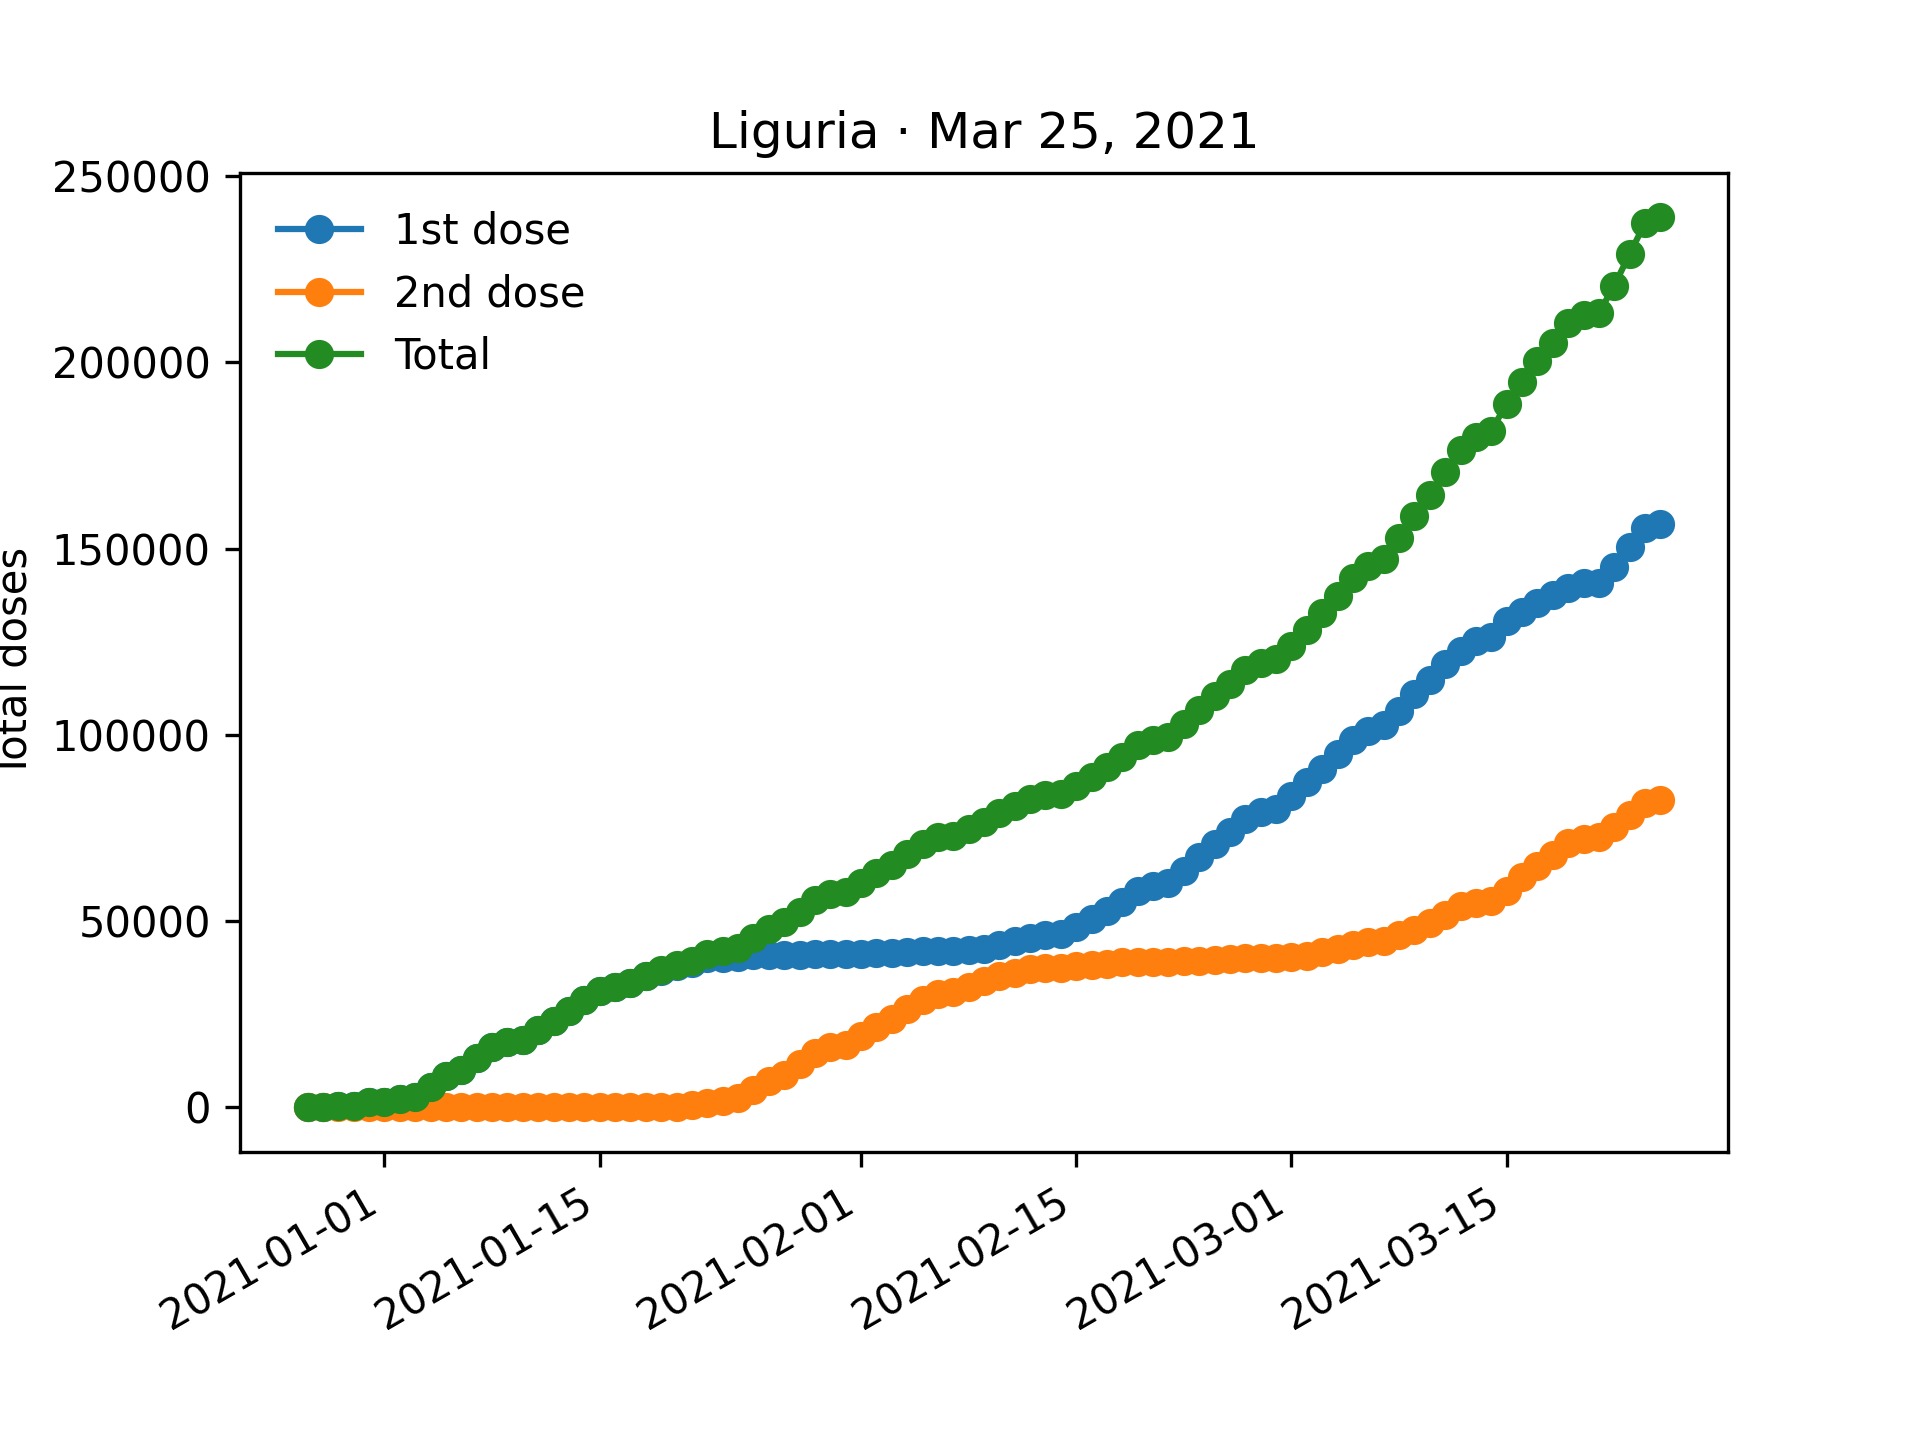 Liguria · Mar 25, 2021
250000
200000
150000
100000
50000
0
Total doses
1st dose
2nd dose
Total
2021-01-01
2021-01-15
2021-02-01
2021-02-15
2021-03-01
2021-03-15